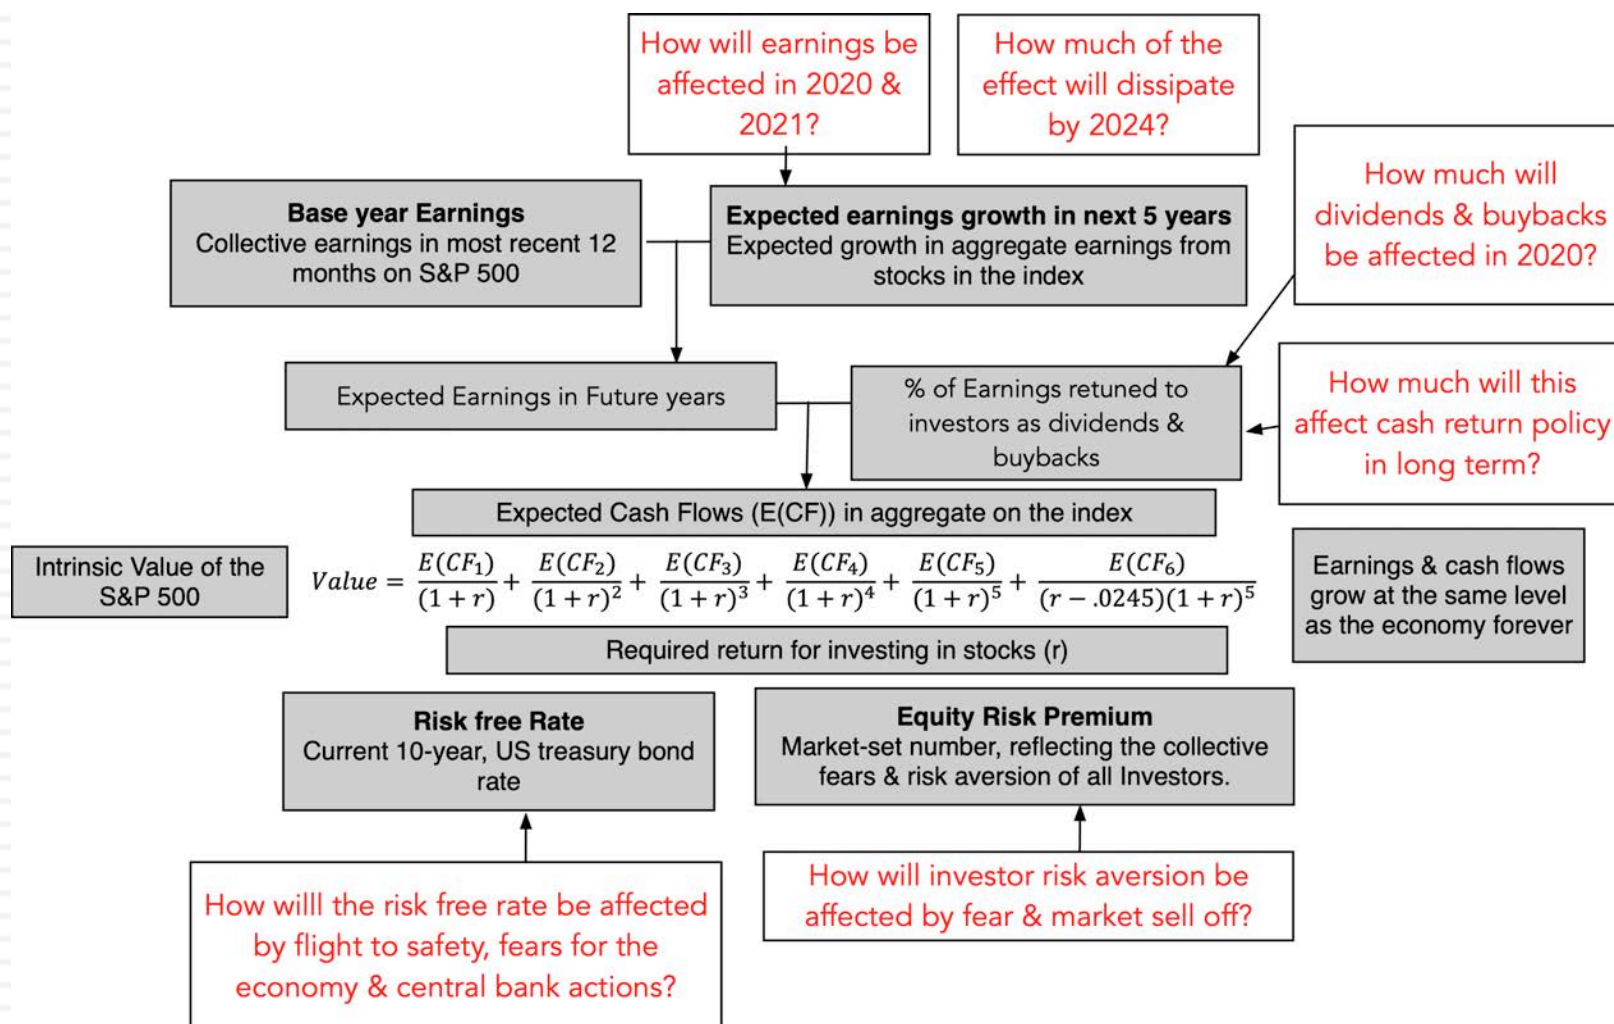 How will earnings be
affected in 2020 &
2021?
How much of the
effect will dissipate
by 2024?
How much will
dividends & buybacks
be affected in 2020?
Base year Earnings
Collective earnings in most recent 12
months on S&P 500
Expected earnings growth in next 5 years
Expected growth in aggregate earnings from
stocks in the index
Expected Earnings in Future years
% of Earnings retuned to
investors as dividends &
buybacks
How much will this
affect cash return policy
in long term?
Expected Cash Flows (E(CF)) in aggregate on the index
Intrinsic Value of the
S&P 500
Value = E(CF₁)/(1 + r) + E(CF₂)/(1 + r)² + E(CF₃)/(1 + r)³ + E(CF₄)/(1 + r)⁴ + E(CF₅)/(1 + r)⁵ + E(CF₆)/(r − .0245)(1 + r)⁵
Earnings & cash flows
grow at the same level
as the economy forever
Required return for investing in stocks (r)
Risk free Rate
Current 10-year, US treasury bond
rate
Equity Risk Premium
Market-set number, reflecting the collective
fears & risk aversion of all Investors.
How willl the risk free rate be affected
by flight to safety, fears for the
economy & central bank actions?
How will investor risk aversion be
affected by fear & market sell off?